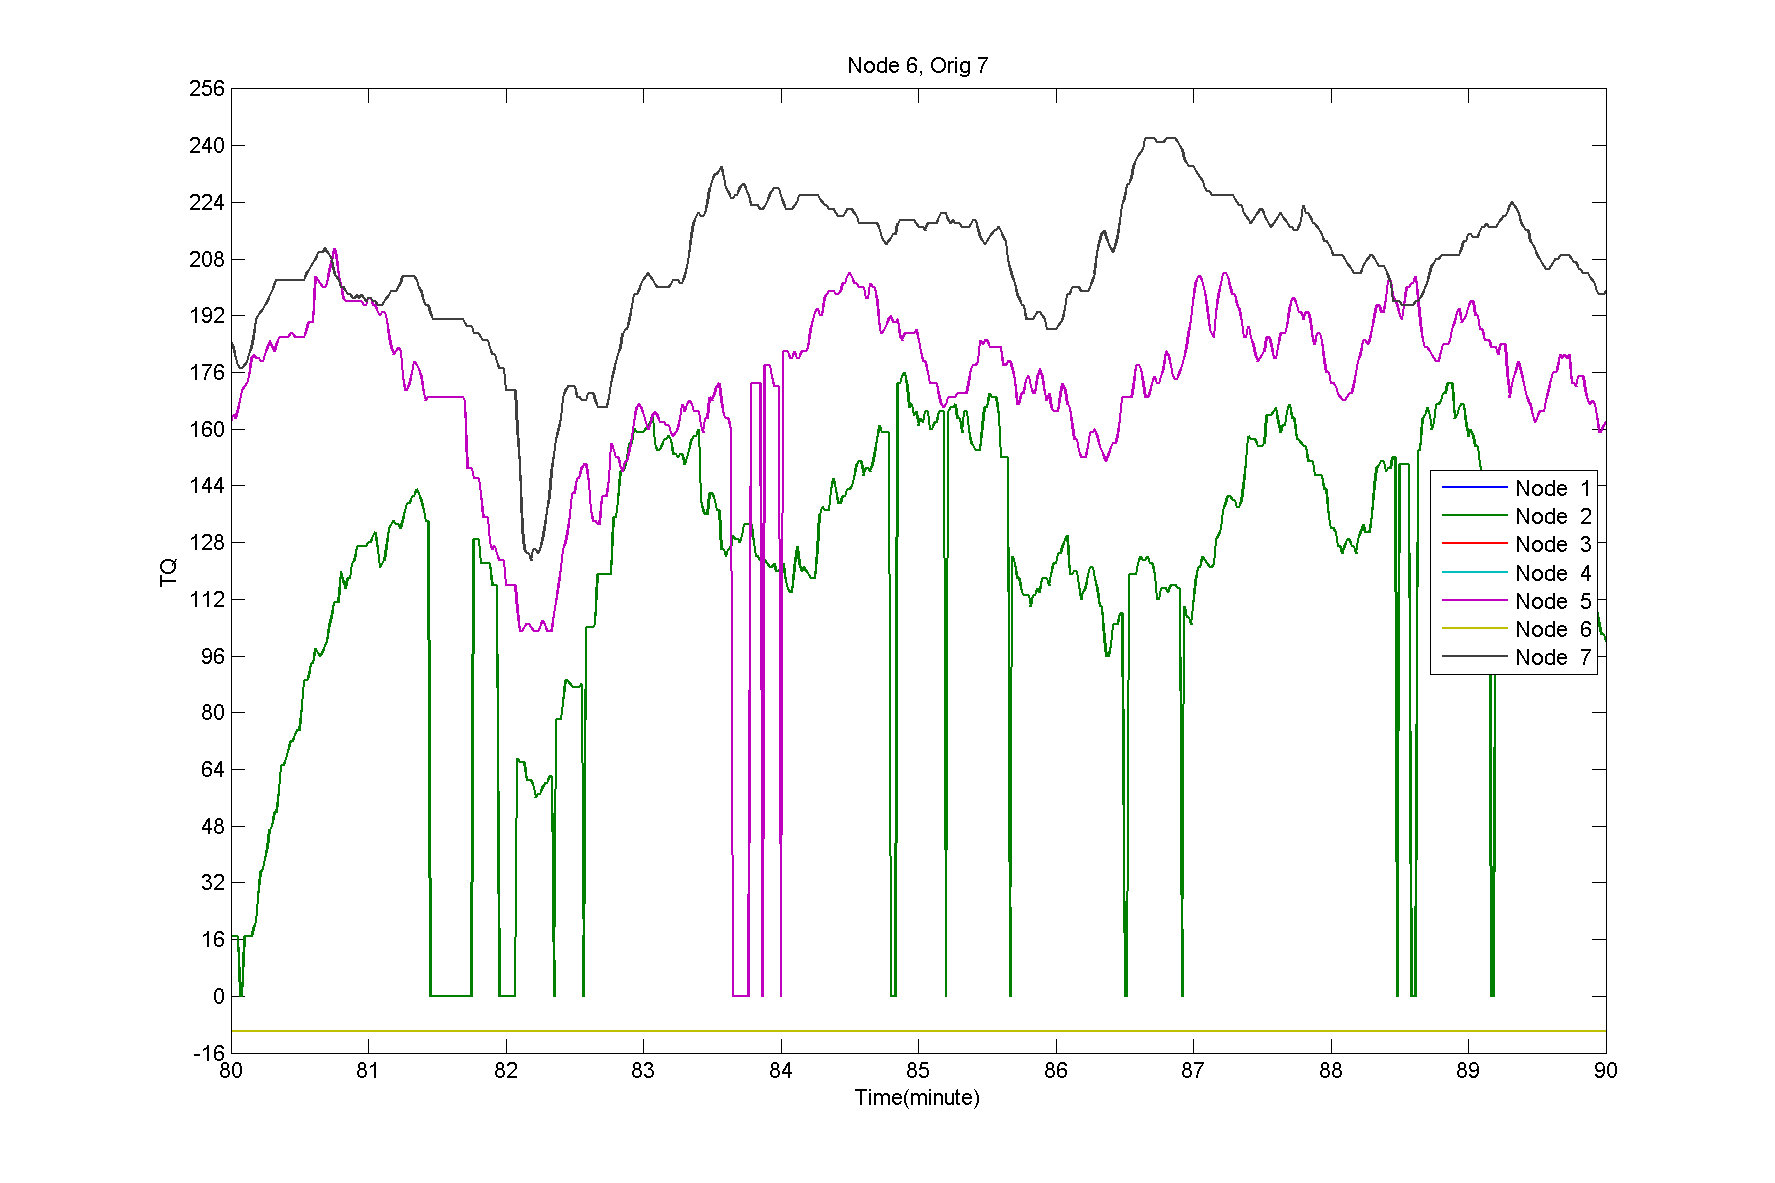 Node 6, Orig 7
256
240
224
208
192
176
160
144
128
112
96
80
64
48
32
16
0
-16
TQ
Node 1
Node 2
Node 3
Node 4
Node 5
Node 6
Node 7
80 81 82 83 84 85 86 87 88 89 90
Time(minute)